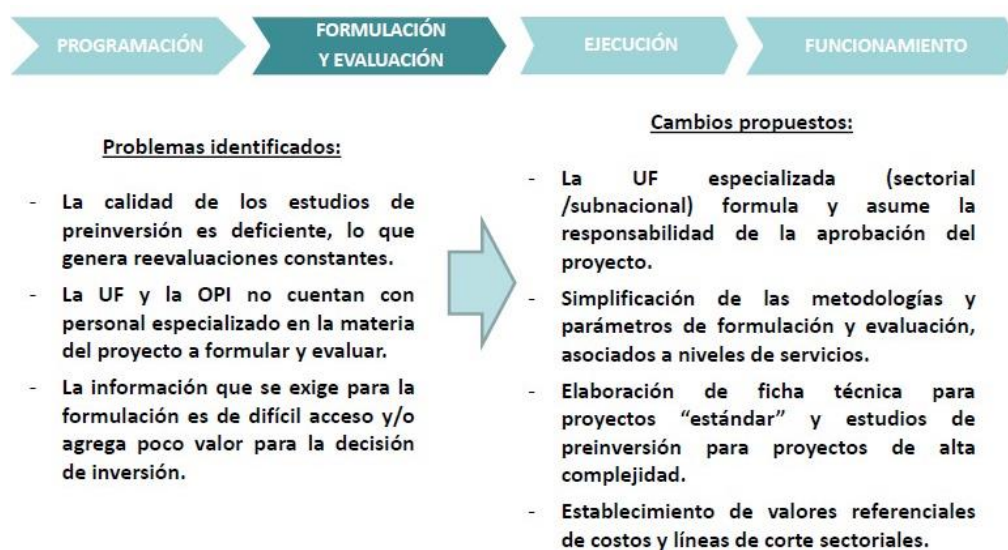 PROGRAMACIÓN
FORMULACIÓN
Y EVALUACIÓN
EJECUCIÓN
FUNCIONAMIENTO
Problemas identificados:
- La calidad de los estudios de
preinversión es deficiente, lo que
genera reevaluaciones constantes.
- La UF y la OPI no cuentan con
personal especializado en la materia
del proyecto a formular y evaluar.
- La información que se exige para la
formulación es de difícil acceso y/o
agrega poco valor para la decisión
de inversión.
Cambios propuestos:
- La UF especializada (sectorial
/subnacional) formula y asume la
responsabilidad de la aprobación del
proyecto.
- Simplificación de las metodologías y
parámetros de formulación y evaluación,
asociados a niveles de servicios.
- Elaboración de ficha técnica para
proyectos “estándar” y estudios de
preinversión para proyectos de alta
complejidad.
- Establecimiento de valores referenciales
de costos y líneas de corte sectoriales.